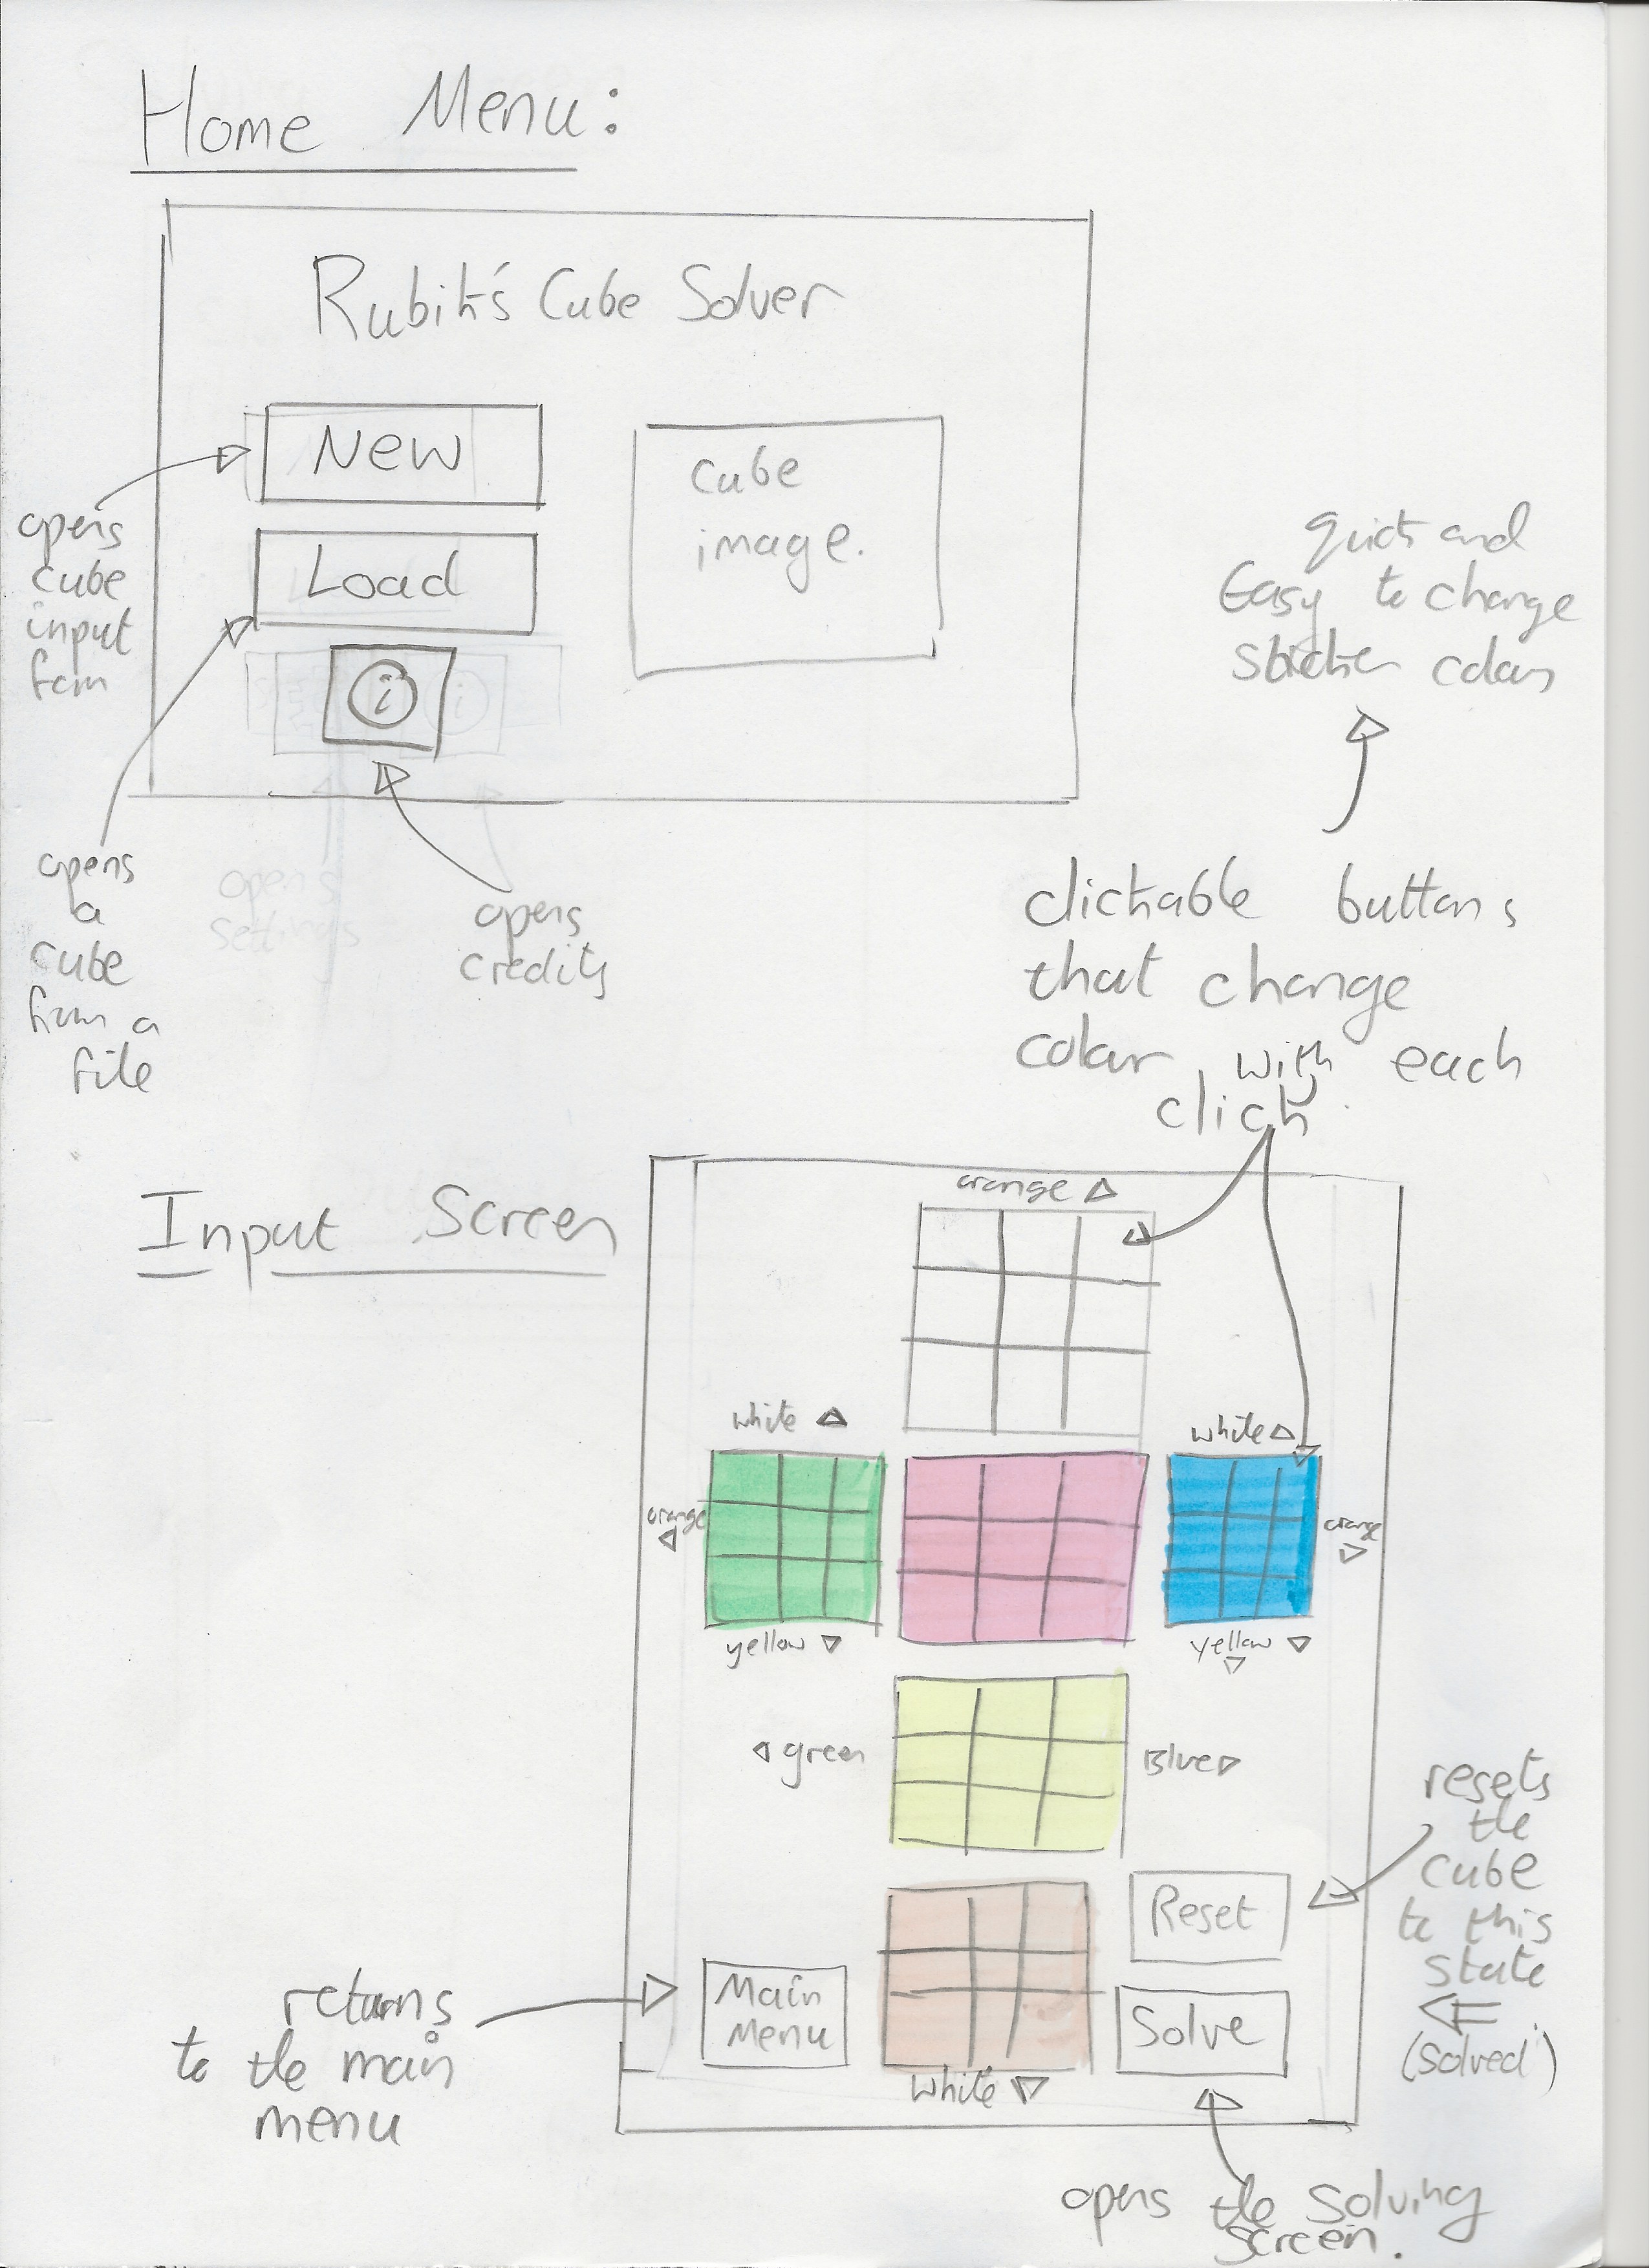 Home Menu:
Rubik's Cube Solver
New
Load
i
cube
image.
opens
cube
input
form
opens
a
cube
from a
file
opens
settings
opens
credits
quick and
Easy to change
sticker colours
clickable buttons
that change
colour with each
click
Input Screen
orange
white
white
orange
orange
yellow
yellow
green
Blue
Reset
Main
Menu
Solve
white
resets
the
cube
to this
state
(solved)
returns
to the main
menu
opens the solving
screen.